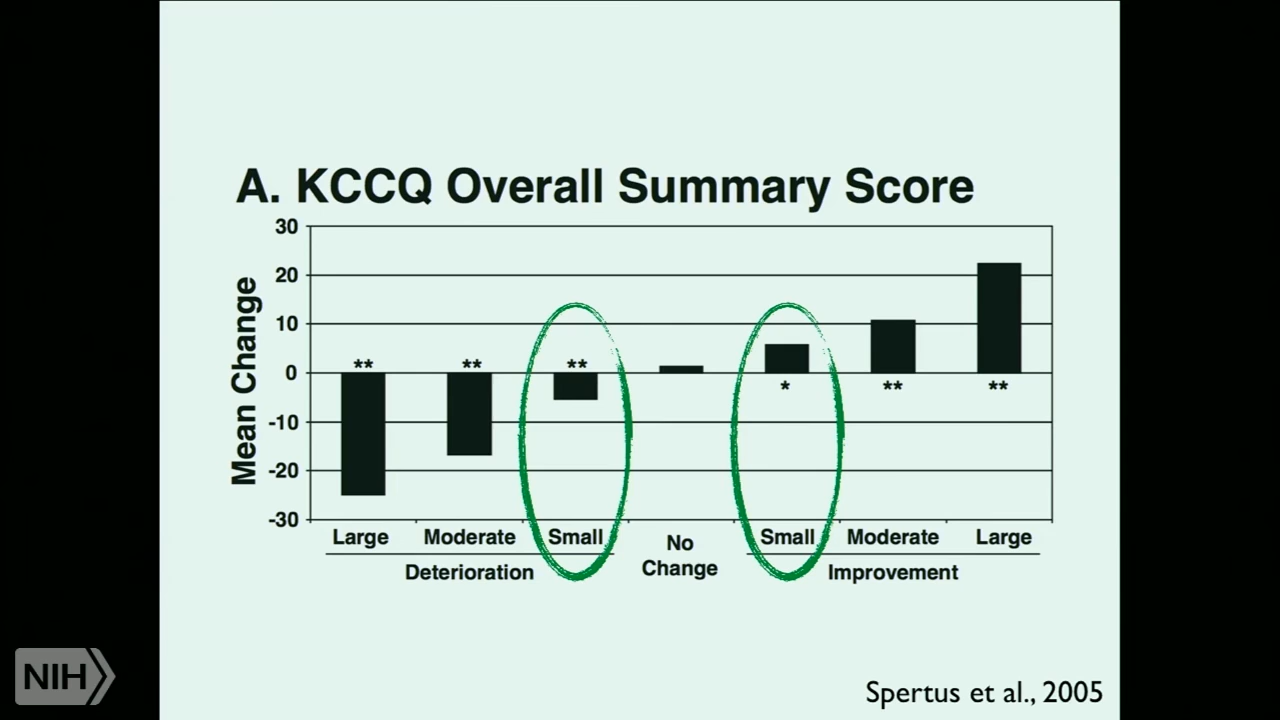 A. KCCQ Overall Summary Score
Mean Change
30
20
10
0
-10
-20
-30
** ** ** * ** **
Large Moderate Small No Change Small Moderate Large
Deterioration Improvement
NIH
Spertus et al., 2005